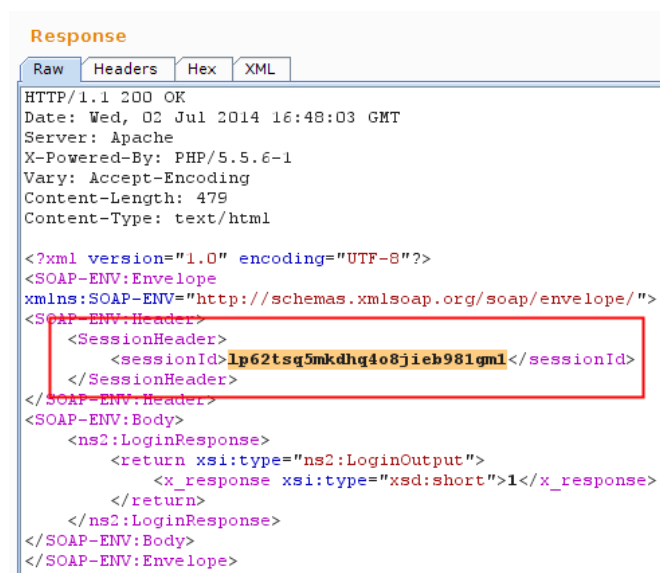 Response
Raw Headers Hex XML
HTTP/1.1 200 OK
Date: Wed, 02 Jul 2014 16:48:03 GMT
Server: Apache
X-Powered-By: PHP/5.5.6-1
Vary: Accept-Encoding
Content-Length: 479
Content-Type: text/html
<?xml version="1.0" encoding="UTF-8"?>
<SOAP-ENV:Envelope
xmlns:SOAP-ENV="http://schemas.xmlsoap.org/soap/envelope/">
<SOAP-ENV:Header>
<SessionHeader>
<sessionId>lp62tsq5mkdhq4o8jieb981gm1</sessionId>
</SessionHeader>
</SOAP-ENV:Header>
<SOAP-ENV:Body>
<ns2:LoginResponse>
<return xsi:type="ns2:LoginOutput">
<x_response xsi:type="xsd:short">1</x_response>
</return>
</ns2:LoginResponse>
</SOAP-ENV:Body>
</SOAP-ENV:Envelope>